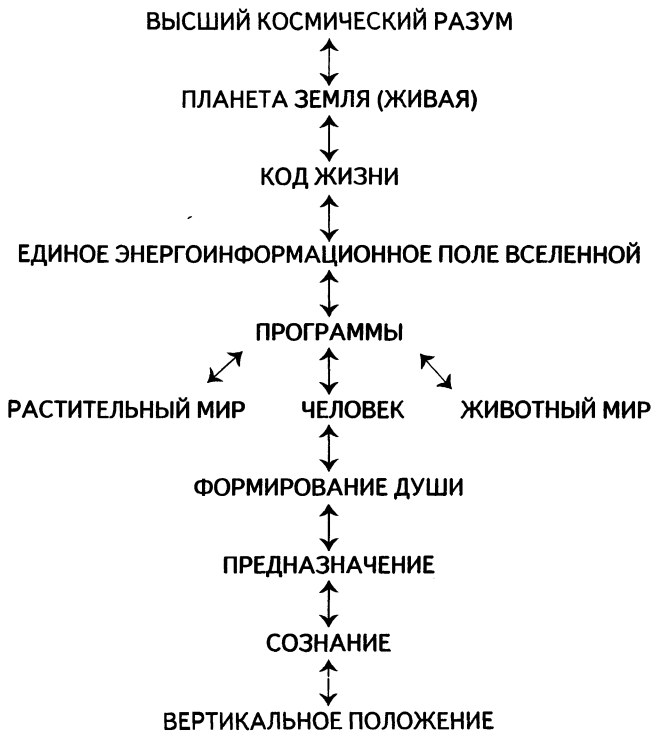 ВЫСШИЙ КОСМИЧЕСКИЙ РАЗУМ
ПЛАНЕТА ЗЕМЛЯ (ЖИВАЯ)
КОД ЖИЗНИ
ЕДИНОЕ ЭНЕРГОИНФОРМАЦИОННОЕ ПОЛЕ ВСЕЛЕННОЙ
ПРОГРАММЫ
РАСТИТЕЛЬНЫЙ МИР ЧЕЛОВЕК ЖИВОТНЫЙ МИР
ФОРМИРОВАНИЕ ДУШИ
ПРЕДНАЗНАЧЕНИЕ
СОЗНАНИЕ
ВЕРТИКАЛЬНОЕ ПОЛОЖЕНИЕ